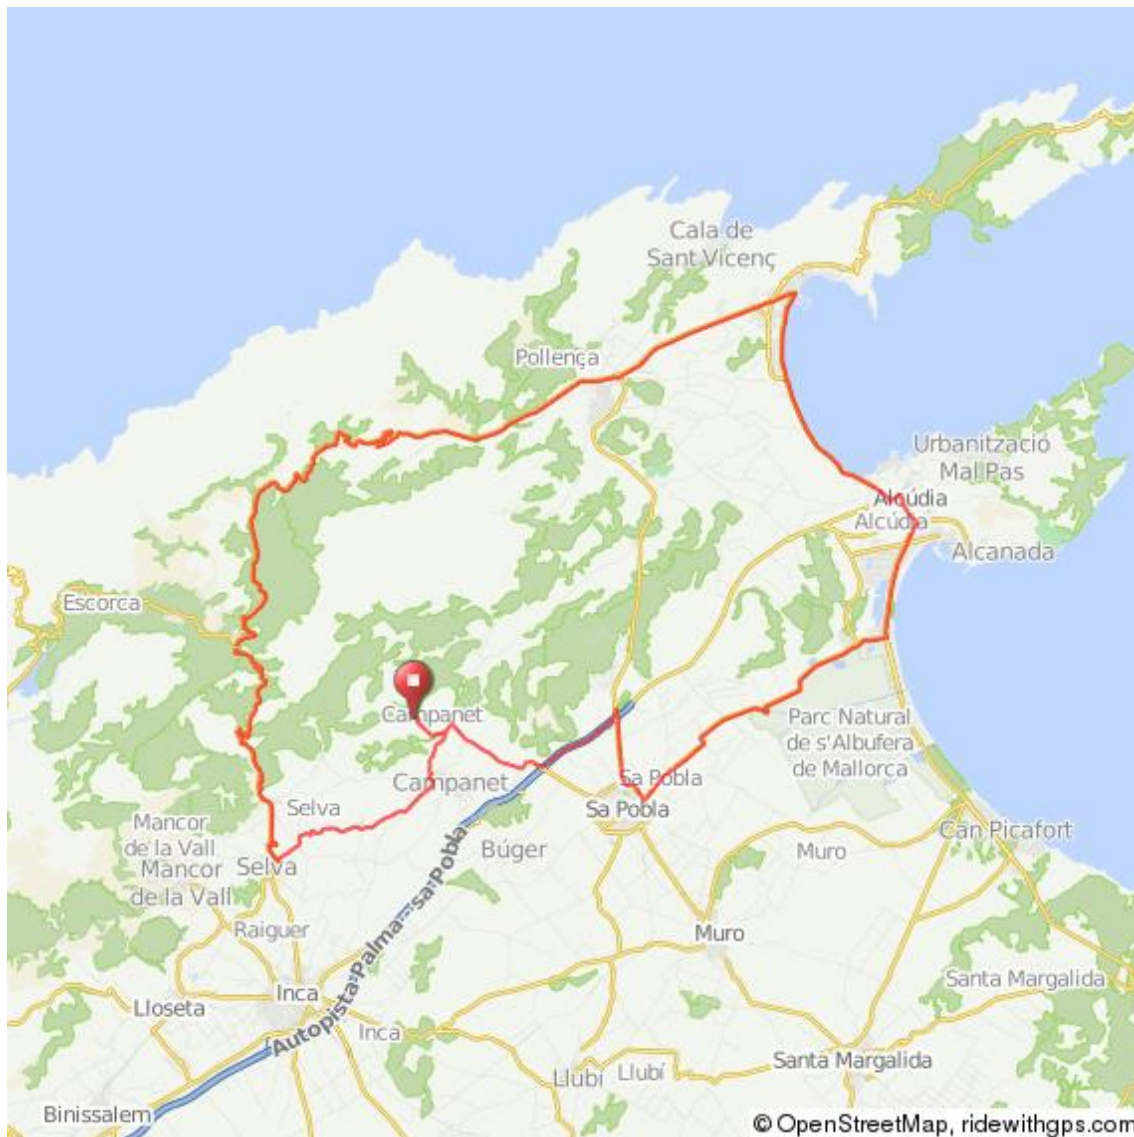 Cala de
Sant Vicenç
Pollença
Urbanització
Mal Pas
Alcúdia
Alcúdia
Alcanada
Escorca
Campanet
Parc Natural
de s'Albufera
de Mallorca
Campanet
Sa Pobla
Sa Pobla
Selva
Mancor
de la Vall
Mancor
de la Vall
Selva
Búger
Muro
Can Picafort
Raiguer
Muro
Autopista Palma - sa Pobla
Inca
Lloseta
Inca
Santa Margalida
Santa Margalida
Llubí
Llubí
Binissalem
© OpenStreetMap, ridewithgps.com